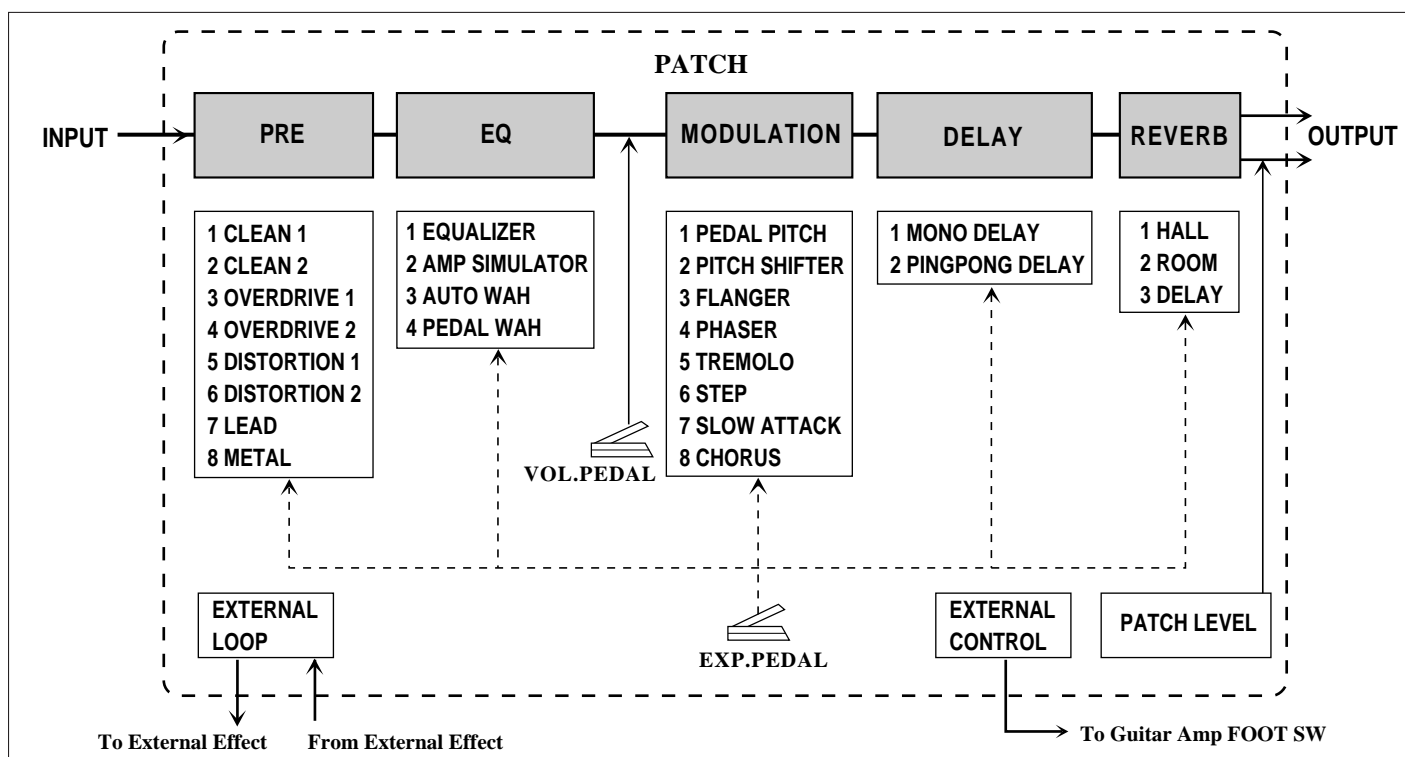 PATCH
INPUT
PRE
EQ
MODULATION
DELAY
REVERB
OUTPUT
1 CLEAN 1
2 CLEAN 2
3 OVERDRIVE 1
4 OVERDRIVE 2
5 DISTORTION 1
6 DISTORTION 2
7 LEAD
8 METAL
1 EQUALIZER
2 AMP SIMULATOR
3 AUTO WAH
4 PEDAL WAH
VOL.PEDAL
1 PEDAL PITCH
2 PITCH SHIFTER
3 FLANGER
4 PHASER
5 TREMOLO
6 STEP
7 SLOW ATTACK
8 CHORUS
1 MONO DELAY
2 PINGPONG DELAY
1 HALL
2 ROOM
3 DELAY
EXTERNAL
LOOP
EXP.PEDAL
EXTERNAL
CONTROL
PATCH LEVEL
To External Effect
From External Effect
To Guitar Amp FOOT SW